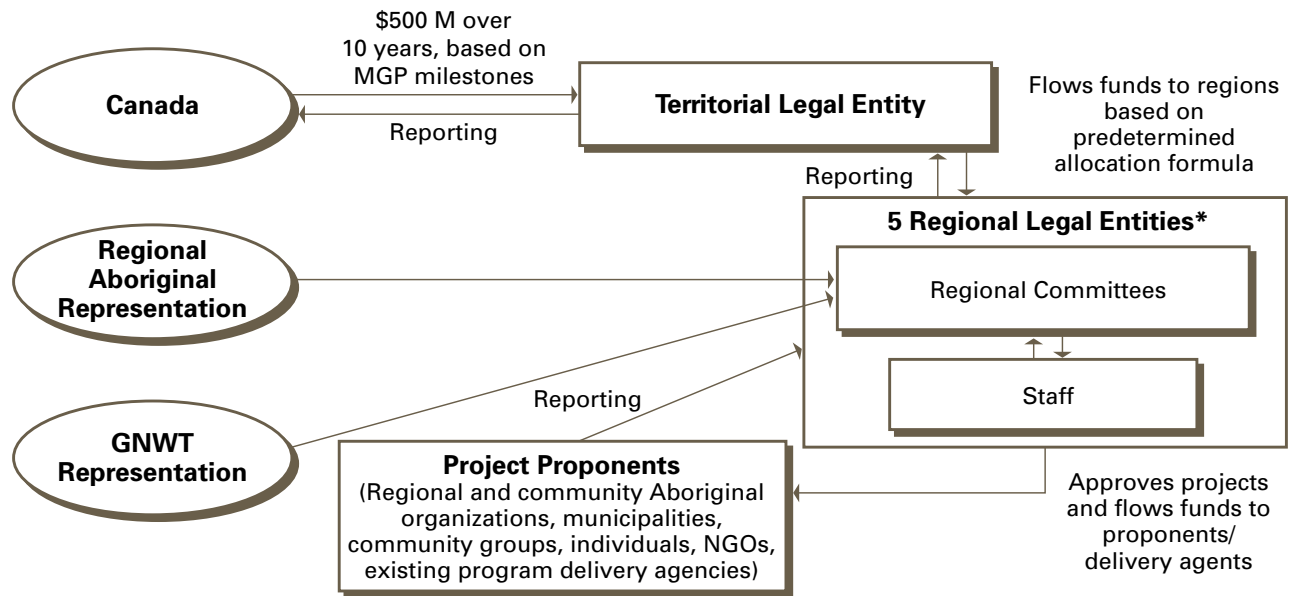 $500 M over
10 years, based on
MGP milestones
Canada
Reporting
Territorial Legal Entity
Flows funds to regions
based on
predetermined
allocation formula
Reporting
5 Regional Legal Entities*
Regional
Aboriginal
Representation
Regional Committees
Staff
Reporting
GNWT
Representation
Project Proponents
(Regional and community Aboriginal
organizations, municipalities,
community groups, individuals, NGOs,
existing program delivery agencies)
Approves projects
and flows funds to
proponents/
delivery agents